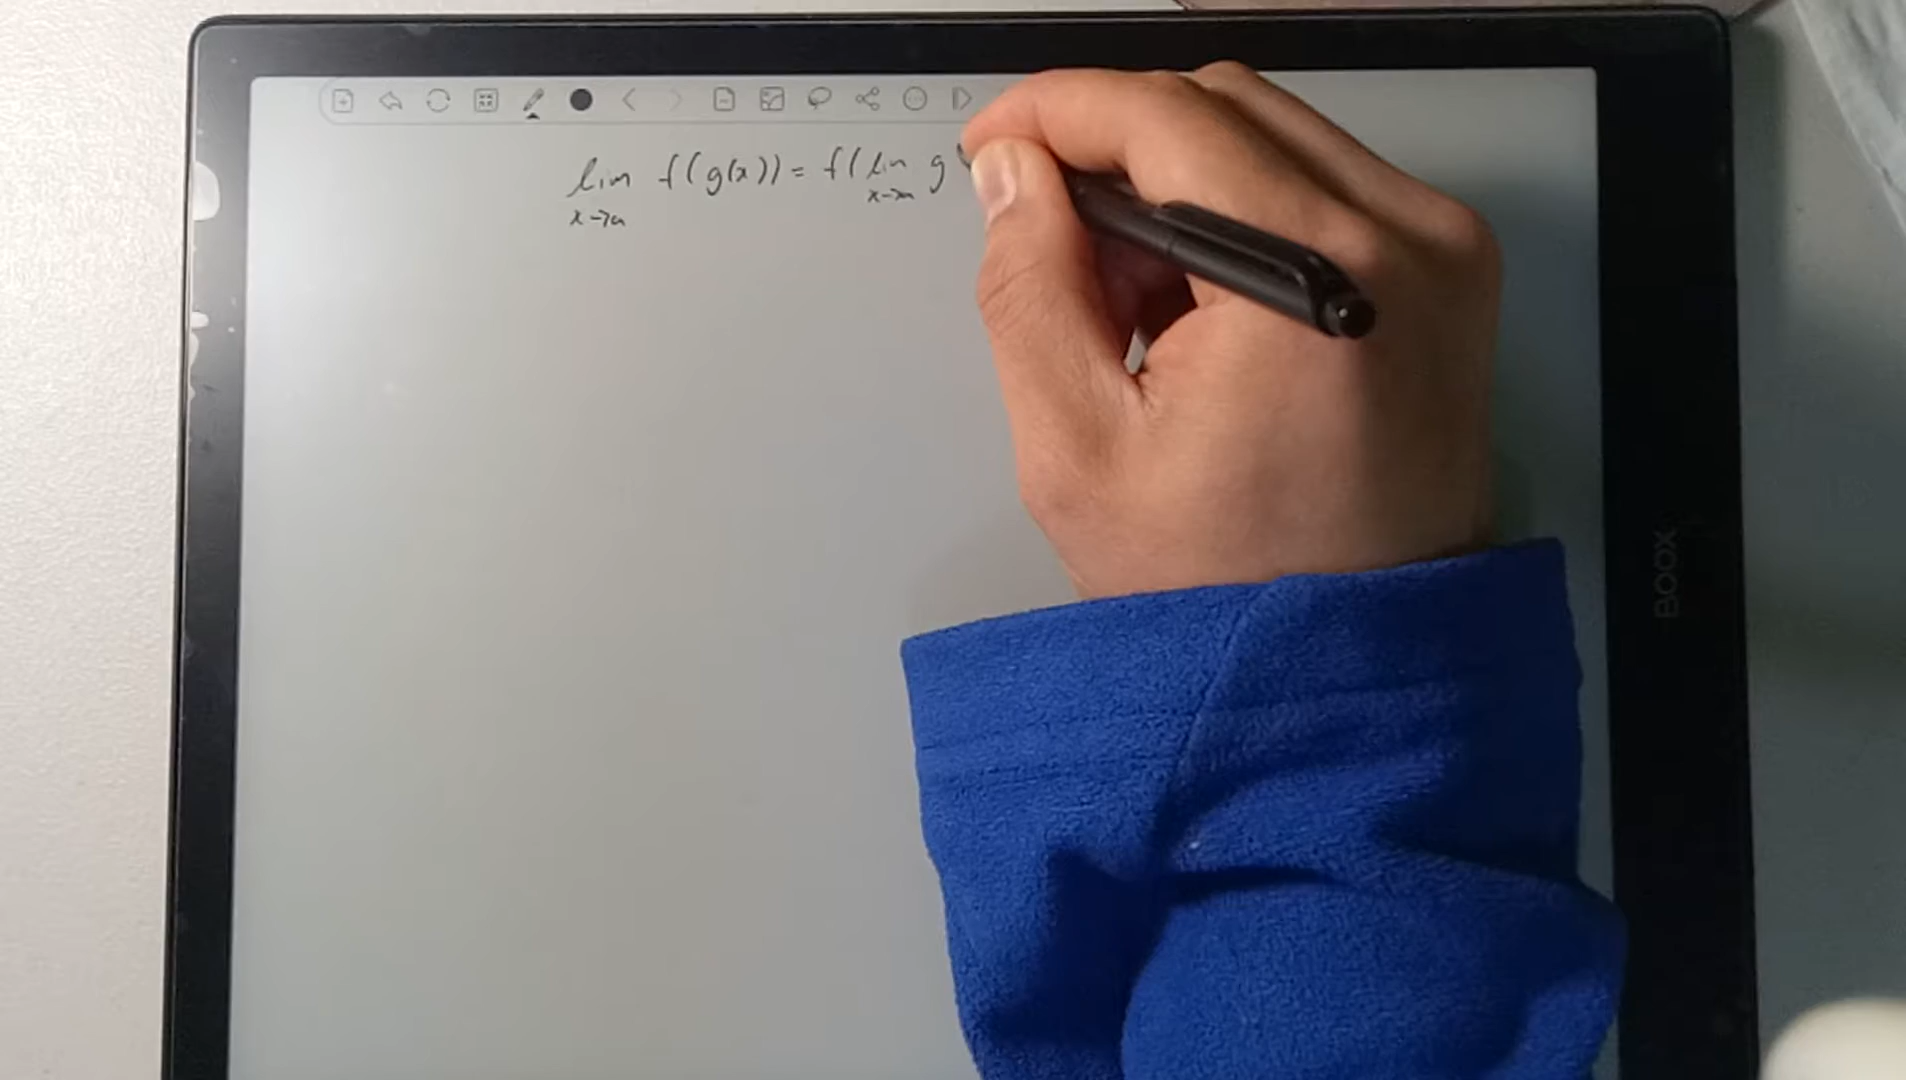 lim f(g(x)) = f(lim g
x→a x→a
BOOX